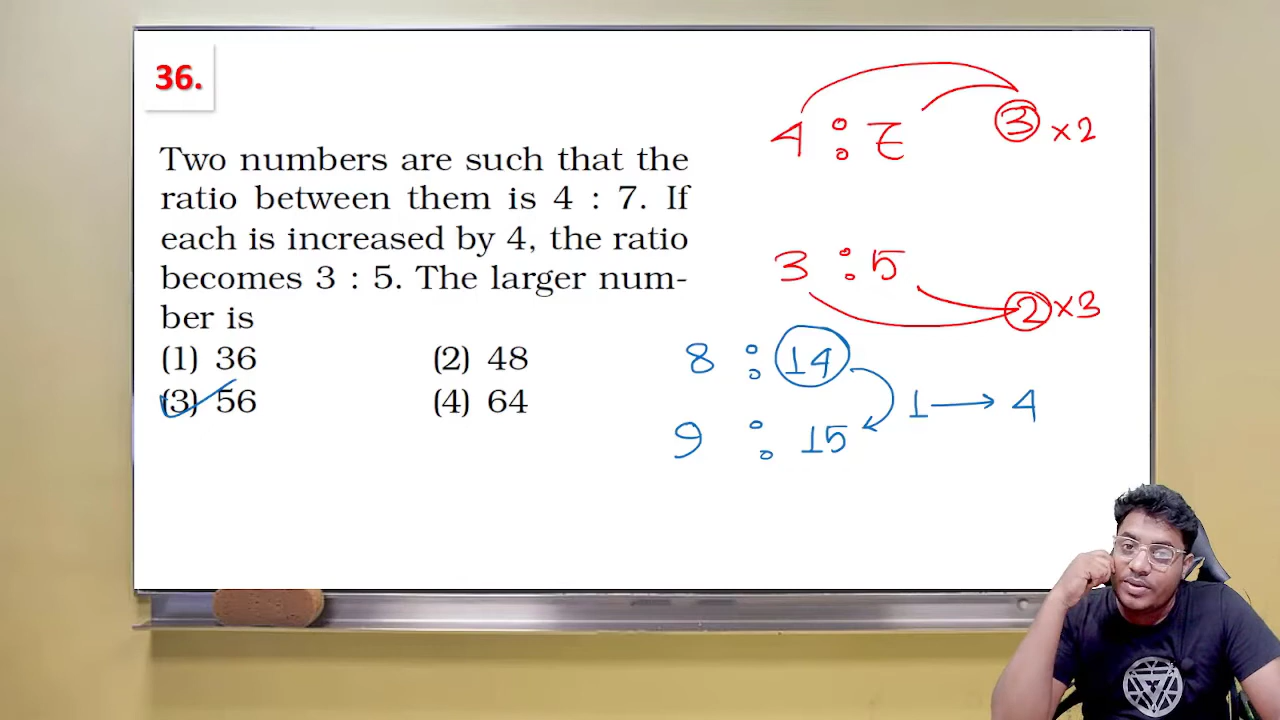 36.
Two numbers are such that the
ratio between them is 4 : 7. If
each is increased by 4, the ratio
becomes 3 : 5. The larger num-
ber is
(1) 36 (2) 48
(3) 56 (4) 64
4 : 7 3 ×2
3 : 5 2 ×3
8 : 14
1 → 4
9 : 15